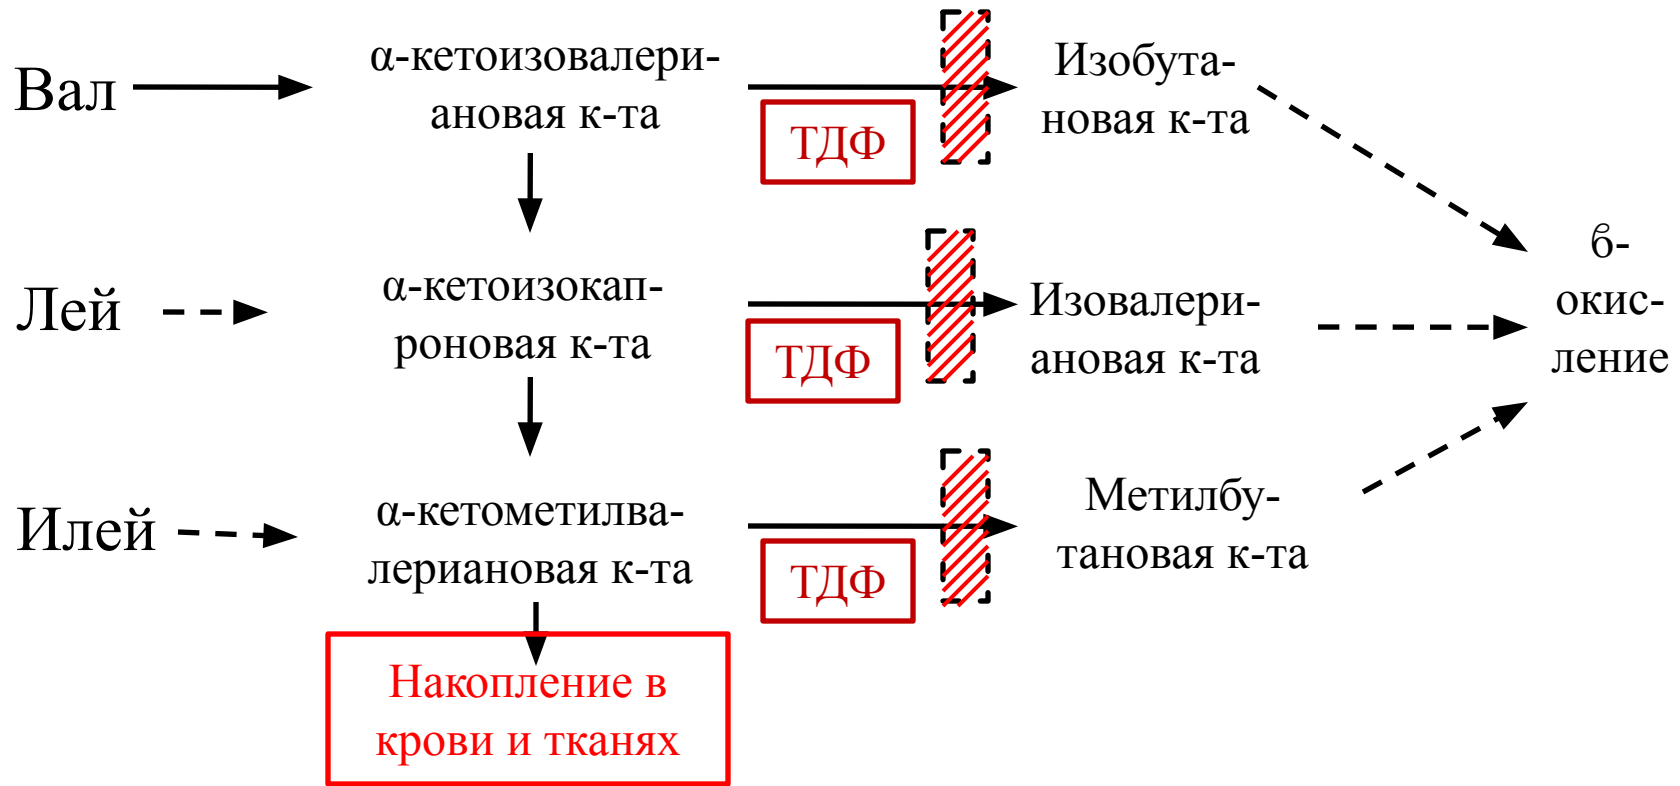 Вал
α-кетоизовалери-
ановая к-та
ТДФ
Изобута-
новая к-та
Лей
α-кетоизокап-
роновая к-та
ТДФ
Изовалери-
ановая к-та
Илей
α-кетометилва-
лериановая к-та
ТДФ
Метилбу-
тановая к-та
б-
окис-
ление
Накопление в
крови и тканях